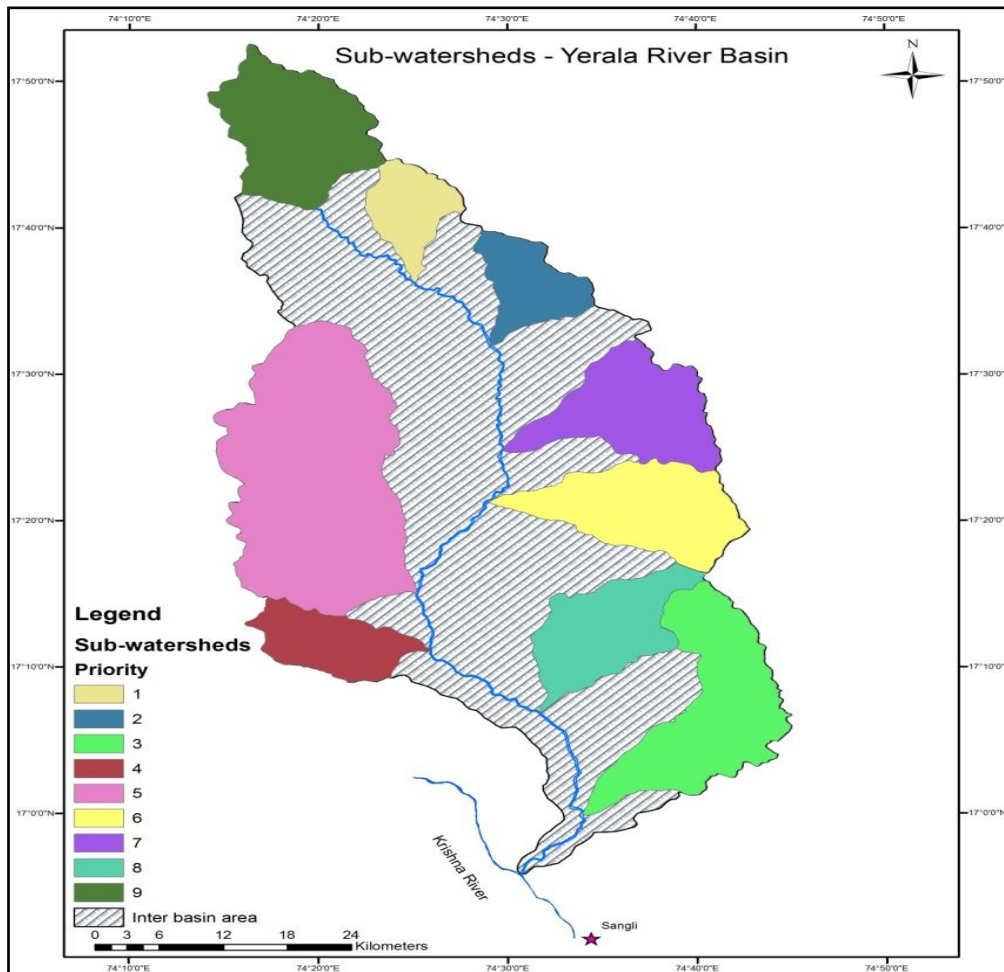 74°10'0"E 74°20'0"E 74°30'0"E 74°40'0"E 74°50'0"E
Sub-watersheds - Yerala River Basin
N
17°50'0"N 17°50'0"N
17°40'0"N 17°40'0"N
17°30'0"N 17°30'0"N
17°20'0"N 17°20'0"N
17°10'0"N 17°10'0"N
17°0'0"N 17°0'0"N
Legend
Sub-watersheds
Priority
1
2
3
4
5
6
7
8
9
Inter basin area
0 3 6 12 18 24
Kilometers
Krishna River
Sangli
74°10'0"E 74°20'0"E 74°30'0"E 74°40'0"E 74°50'0"E